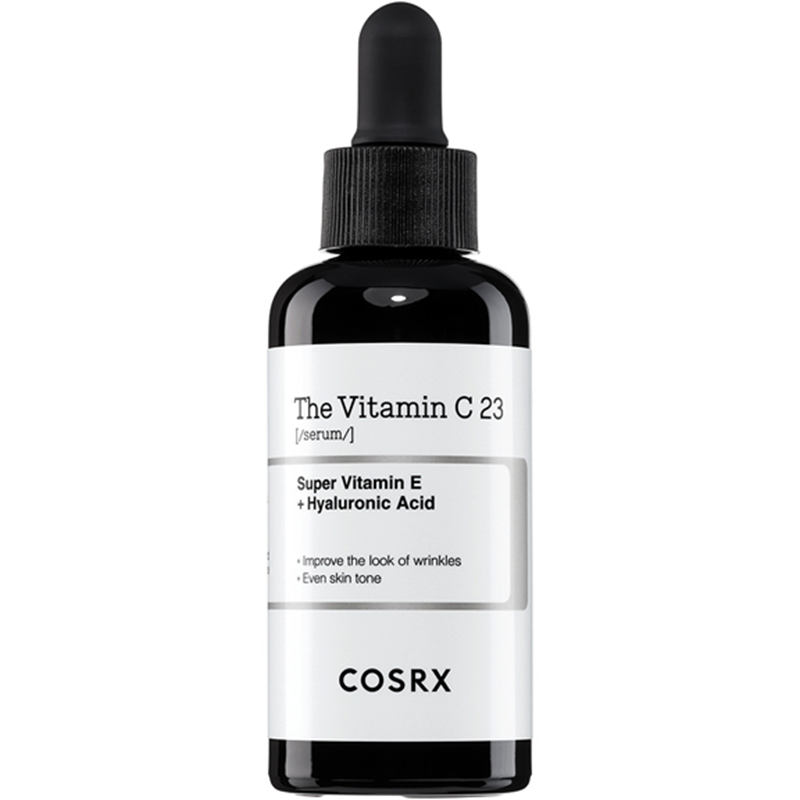 The Vitamin C 23
[/serum/]
Super Vitamin E
+Hyaluronic Acid
• Improve the look of wrinkles
• Even skin tone
COSRX